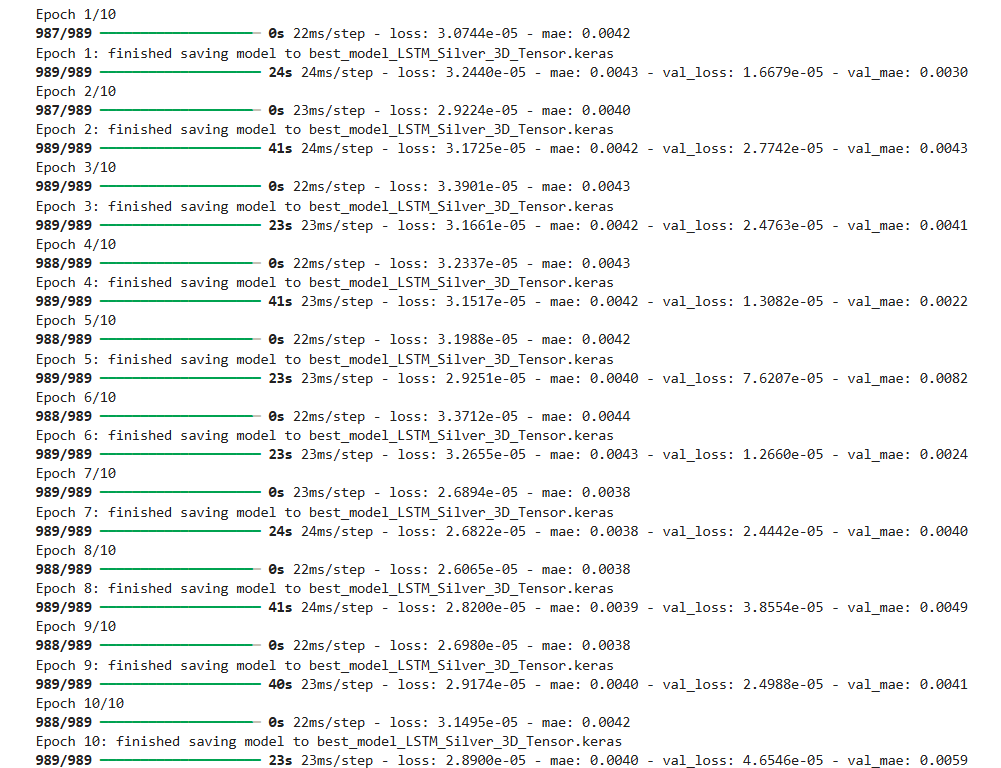 Epoch 1/10
987/989 0s 22ms/step - loss: 3.0744e-05 - mae: 0.0042
Epoch 1: finished saving model to best_model_LSTM_Silver_3D_Tensor.keras
989/989 24s 24ms/step - loss: 3.2440e-05 - mae: 0.0043 - val_loss: 1.6679e-05 - val_mae: 0.0030
Epoch 2/10
987/989 0s 23ms/step - loss: 2.9224e-05 - mae: 0.0040
Epoch 2: finished saving model to best_model_LSTM_Silver_3D_Tensor.keras
989/989 41s 24ms/step - loss: 3.1725e-05 - mae: 0.0042 - val_loss: 2.7742e-05 - val_mae: 0.0043
Epoch 3/10
989/989 0s 22ms/step - loss: 3.3901e-05 - mae: 0.0043
Epoch 3: finished saving model to best_model_LSTM_Silver_3D_Tensor.keras
989/989 23s 23ms/step - loss: 3.1661e-05 - mae: 0.0042 - val_loss: 2.4763e-05 - val_mae: 0.0041
Epoch 4/10
988/989 0s 22ms/step - loss: 3.2337e-05 - mae: 0.0043
Epoch 4: finished saving model to best_model_LSTM_Silver_3D_Tensor.keras
989/989 41s 23ms/step - loss: 3.1517e-05 - mae: 0.0042 - val_loss: 1.3082e-05 - val_mae: 0.0022
Epoch 5/10
988/989 0s 22ms/step - loss: 3.1988e-05 - mae: 0.0042
Epoch 5: finished saving model to best_model_LSTM_Silver_3D_Tensor.keras
989/989 23s 23ms/step - loss: 2.9251e-05 - mae: 0.0040 - val_loss: 7.6207e-05 - val_mae: 0.0082
Epoch 6/10
988/989 0s 22ms/step - loss: 3.3712e-05 - mae: 0.0044
Epoch 6: finished saving model to best_model_LSTM_Silver_3D_Tensor.keras
989/989 23s 23ms/step - loss: 3.2655e-05 - mae: 0.0043 - val_loss: 1.2660e-05 - val_mae: 0.0024
Epoch 7/10
989/989 0s 23ms/step - loss: 2.6894e-05 - mae: 0.0038
Epoch 7: finished saving model to best_model_LSTM_Silver_3D_Tensor.keras
989/989 24s 24ms/step - loss: 2.6822e-05 - mae: 0.0038 - val_loss: 2.4442e-05 - val_mae: 0.0040
Epoch 8/10
988/989 0s 22ms/step - loss: 2.6065e-05 - mae: 0.0038
Epoch 8: finished saving model to best_model_LSTM_Silver_3D_Tensor.keras
989/989 41s 24ms/step - loss: 2.8200e-05 - mae: 0.0039 - val_loss: 3.8554e-05 - val_mae: 0.0049
Epoch 9/10
988/989 0s 22ms/step - loss: 2.6980e-05 - mae: 0.0038
Epoch 9: finished saving model to best_model_LSTM_Silver_3D_Tensor.keras
989/989 40s 23ms/step - loss: 2.9174e-05 - mae: 0.0040 - val_loss: 2.4988e-05 - val_mae: 0.0041
Epoch 10/10
988/989 0s 22ms/step - loss: 3.1495e-05 - mae: 0.0042
Epoch 10: finished saving model to best_model_LSTM_Silver_3D_Tensor.keras
989/989 23s 23ms/step - loss: 2.8900e-05 - mae: 0.0040 - val_loss: 4.6546e-05 - val_mae: 0.0059